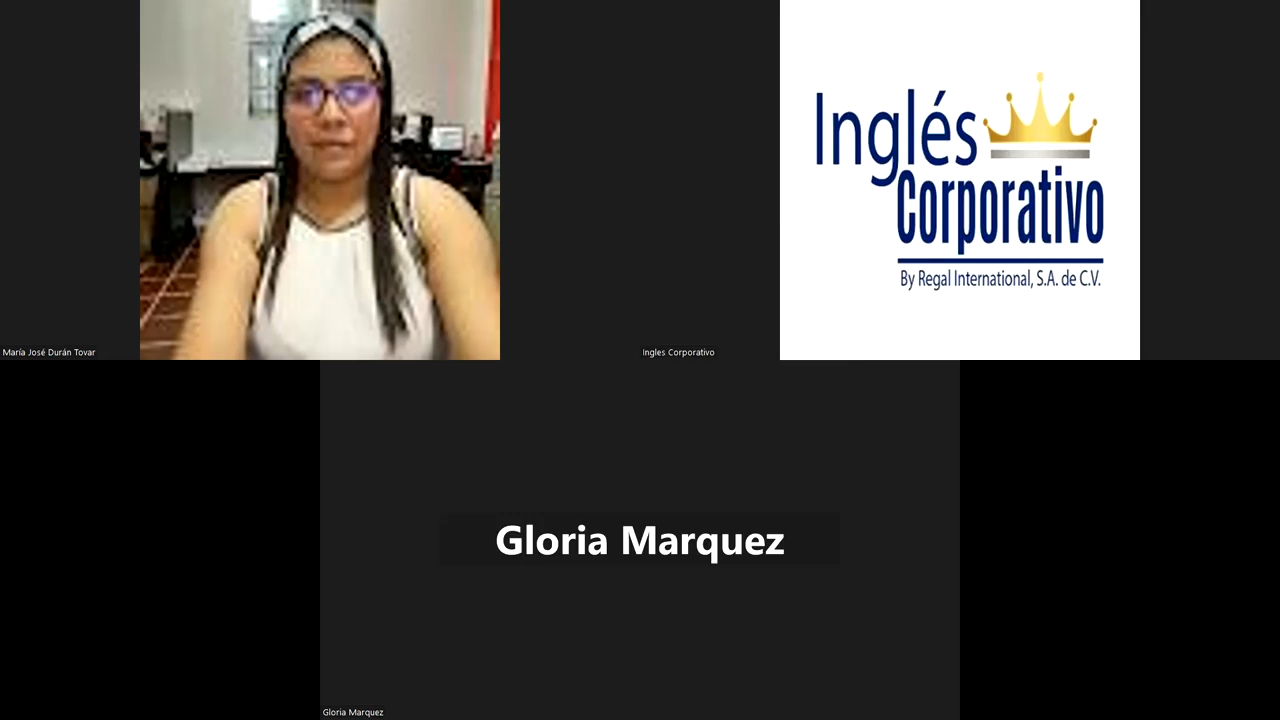 Inglés
Corporativo
By Regal International, S.A. de C.V.
María José Durán Tovar
Ingles Corporativo
Gloria Marquez
Gloria Marquez